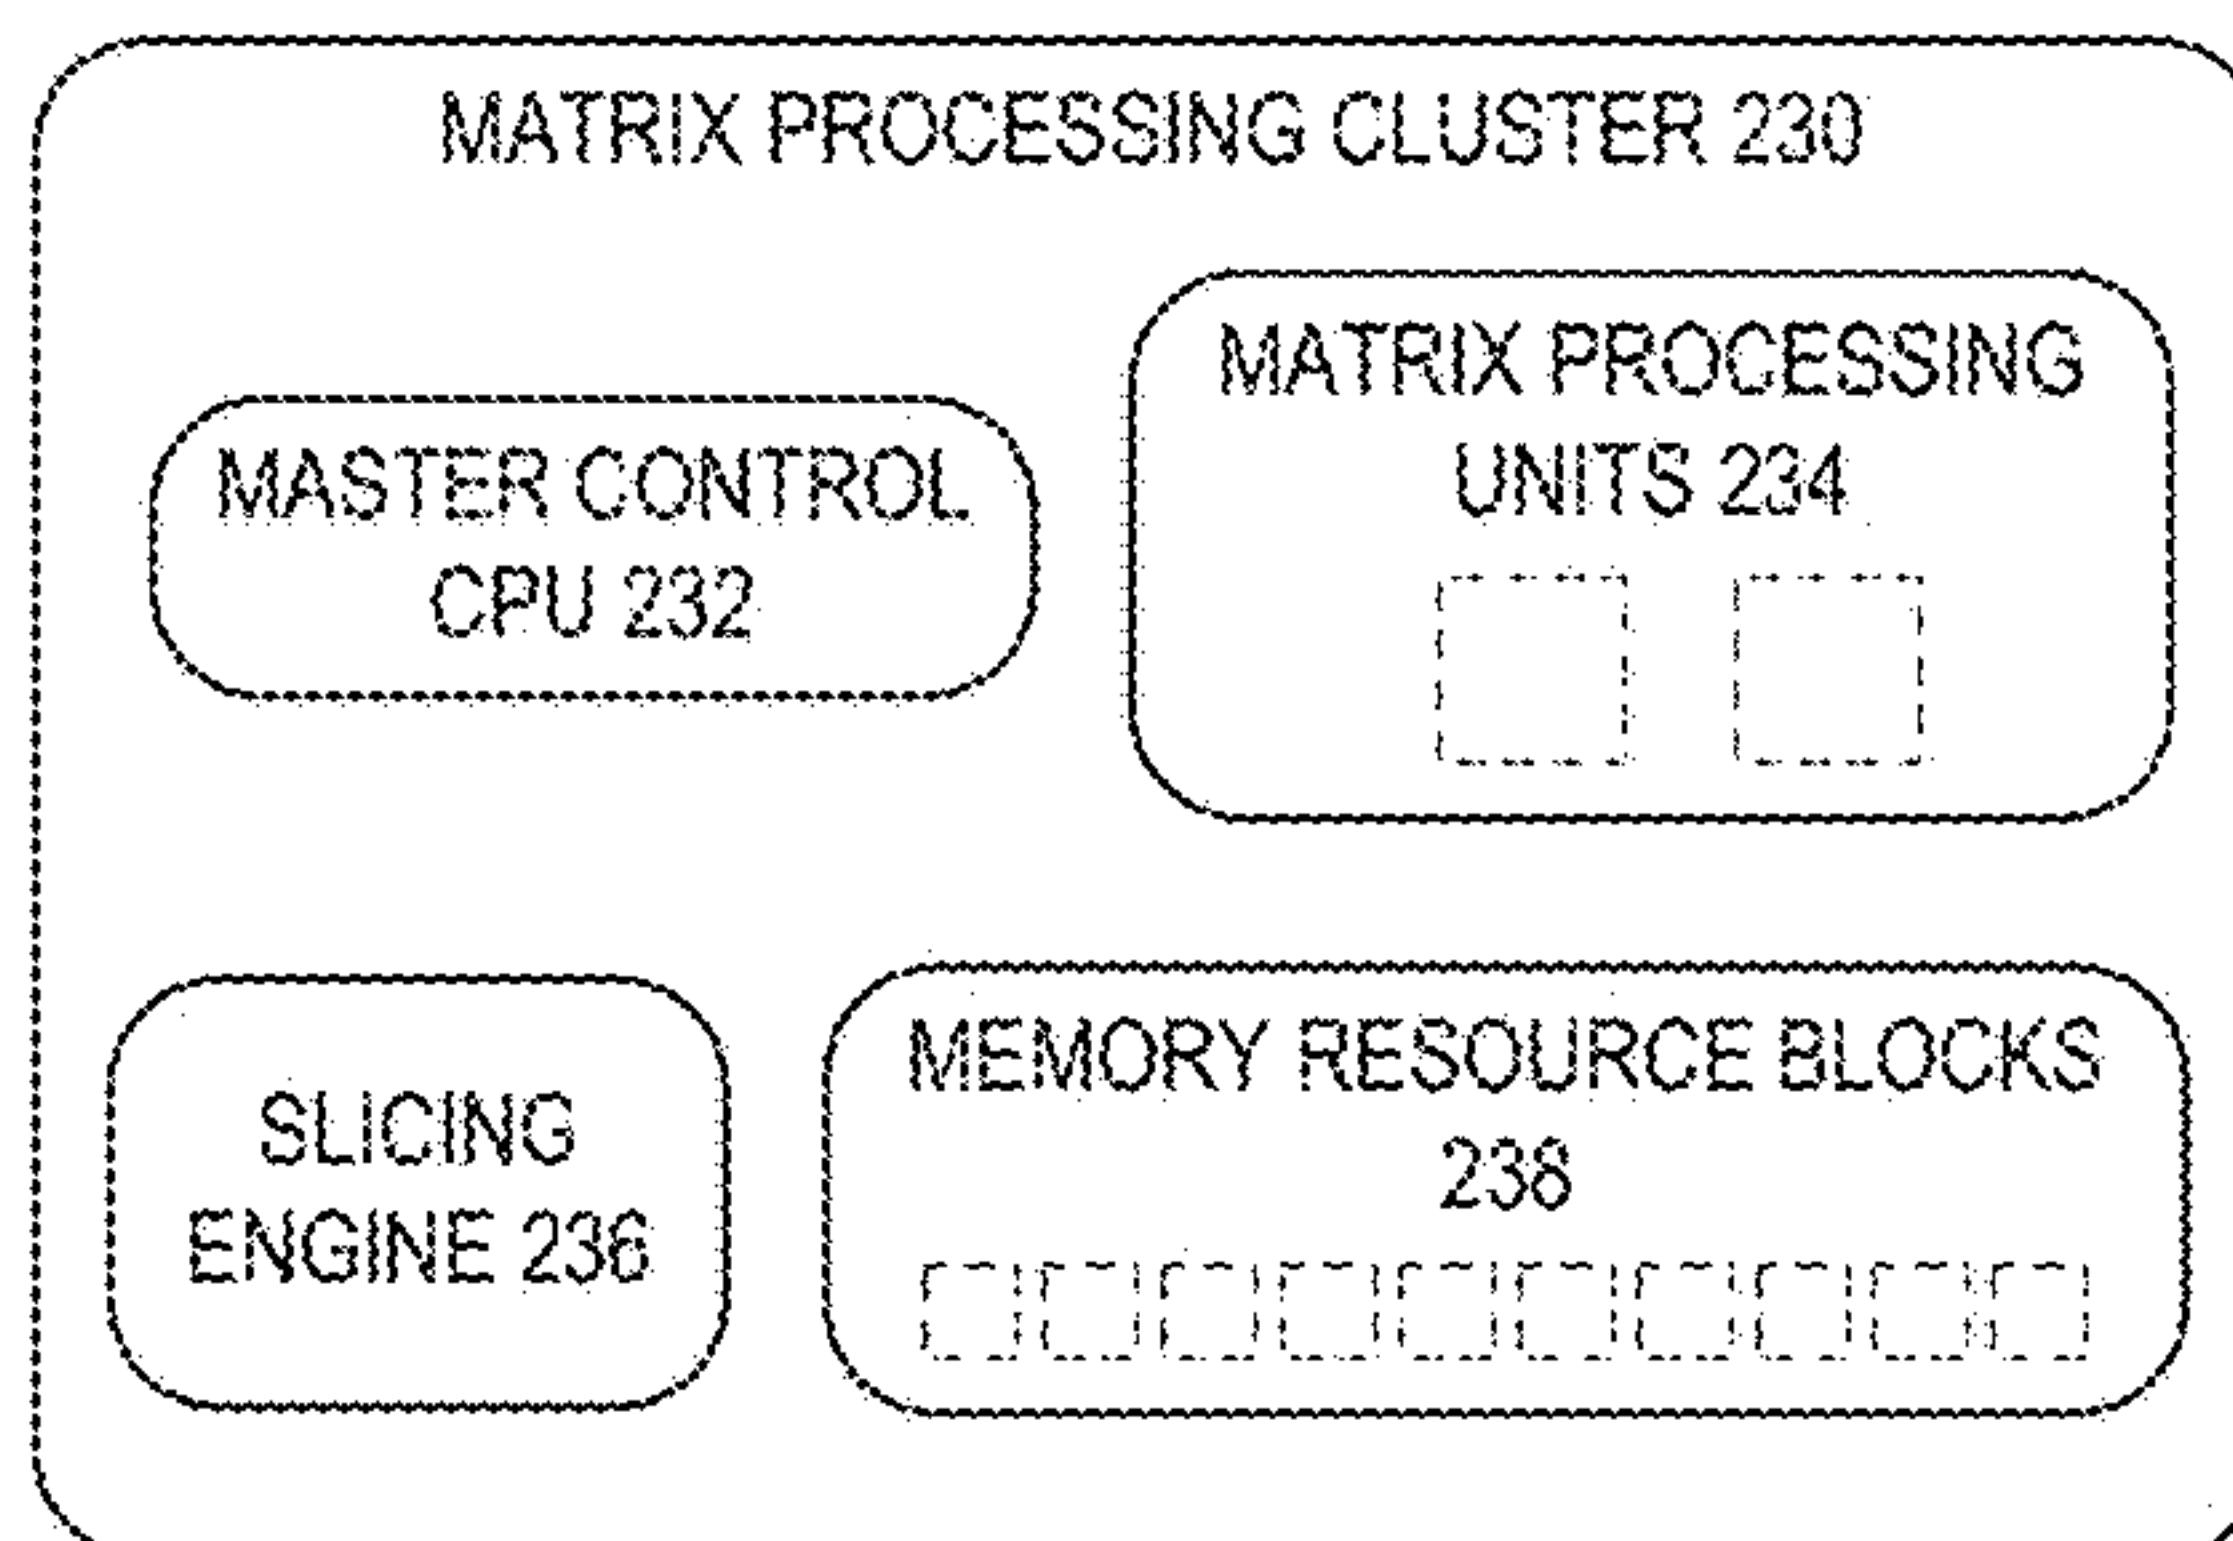 MATRIX PROCESSING CLUSTER 230
MATRIX PROCESSING
UNITS 234
MASTER CONTROL
CPU 232
SLICING
ENGINE 236
MEMORY RESOURCE BLOCKS
238